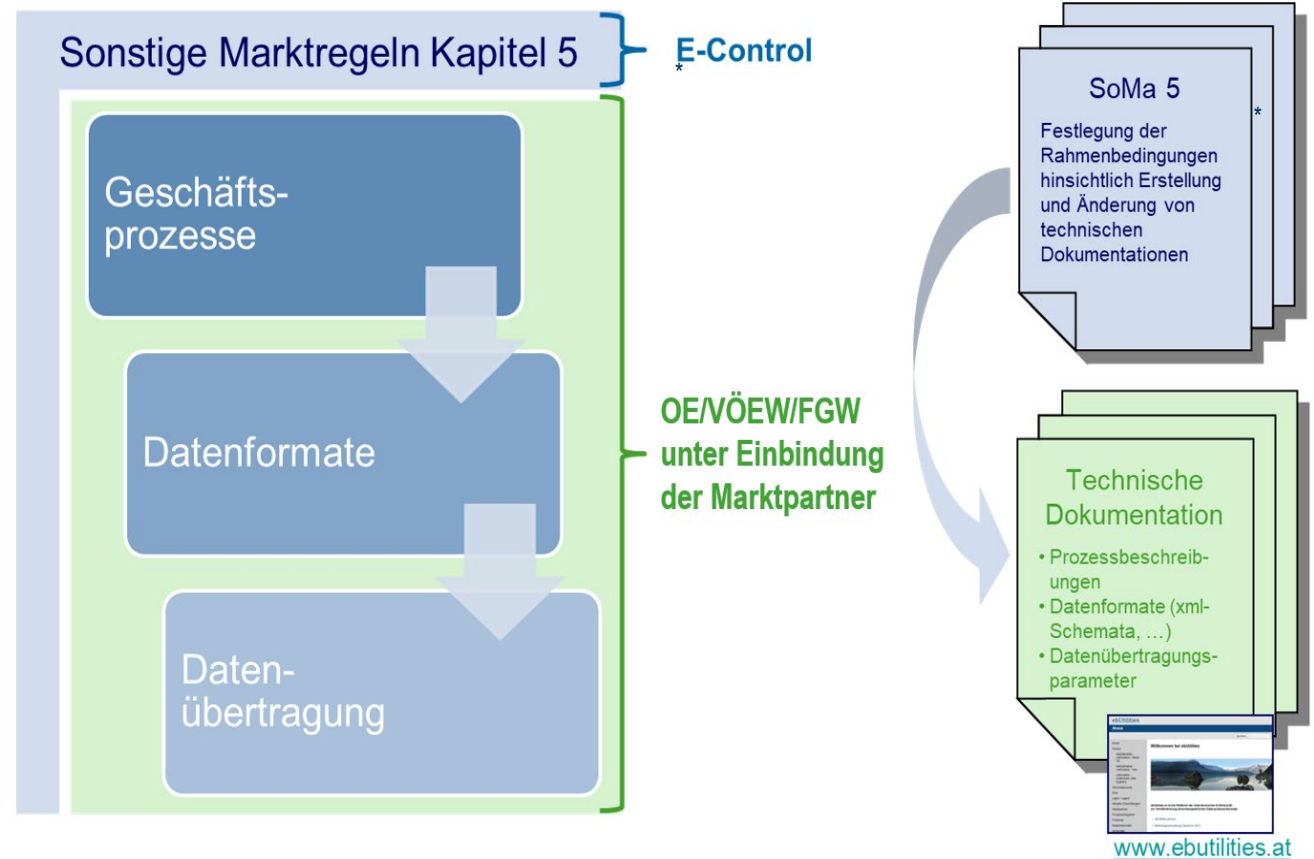 Sonstige Marktregeln Kapitel 5
E-Control
*
Geschäfts-
prozesse
Datenformate
Daten-
übertragung
OE/VÖEW/FGW
unter Einbindung
der Marktpartner
SoMa 5
*
Festlegung der
Rahmenbedingungen
hinsichtlich Erstellung
und Änderung von
technischen
Dokumentationen
Technische
Dokumentation
• Prozessbeschreib-
ungen
• Datenformate (xml-
Schemata, …)
• Datenübertragungs-
parameter
ebUtilities
Home
Willkommen bei ebUtilities
www.ebutilities.at